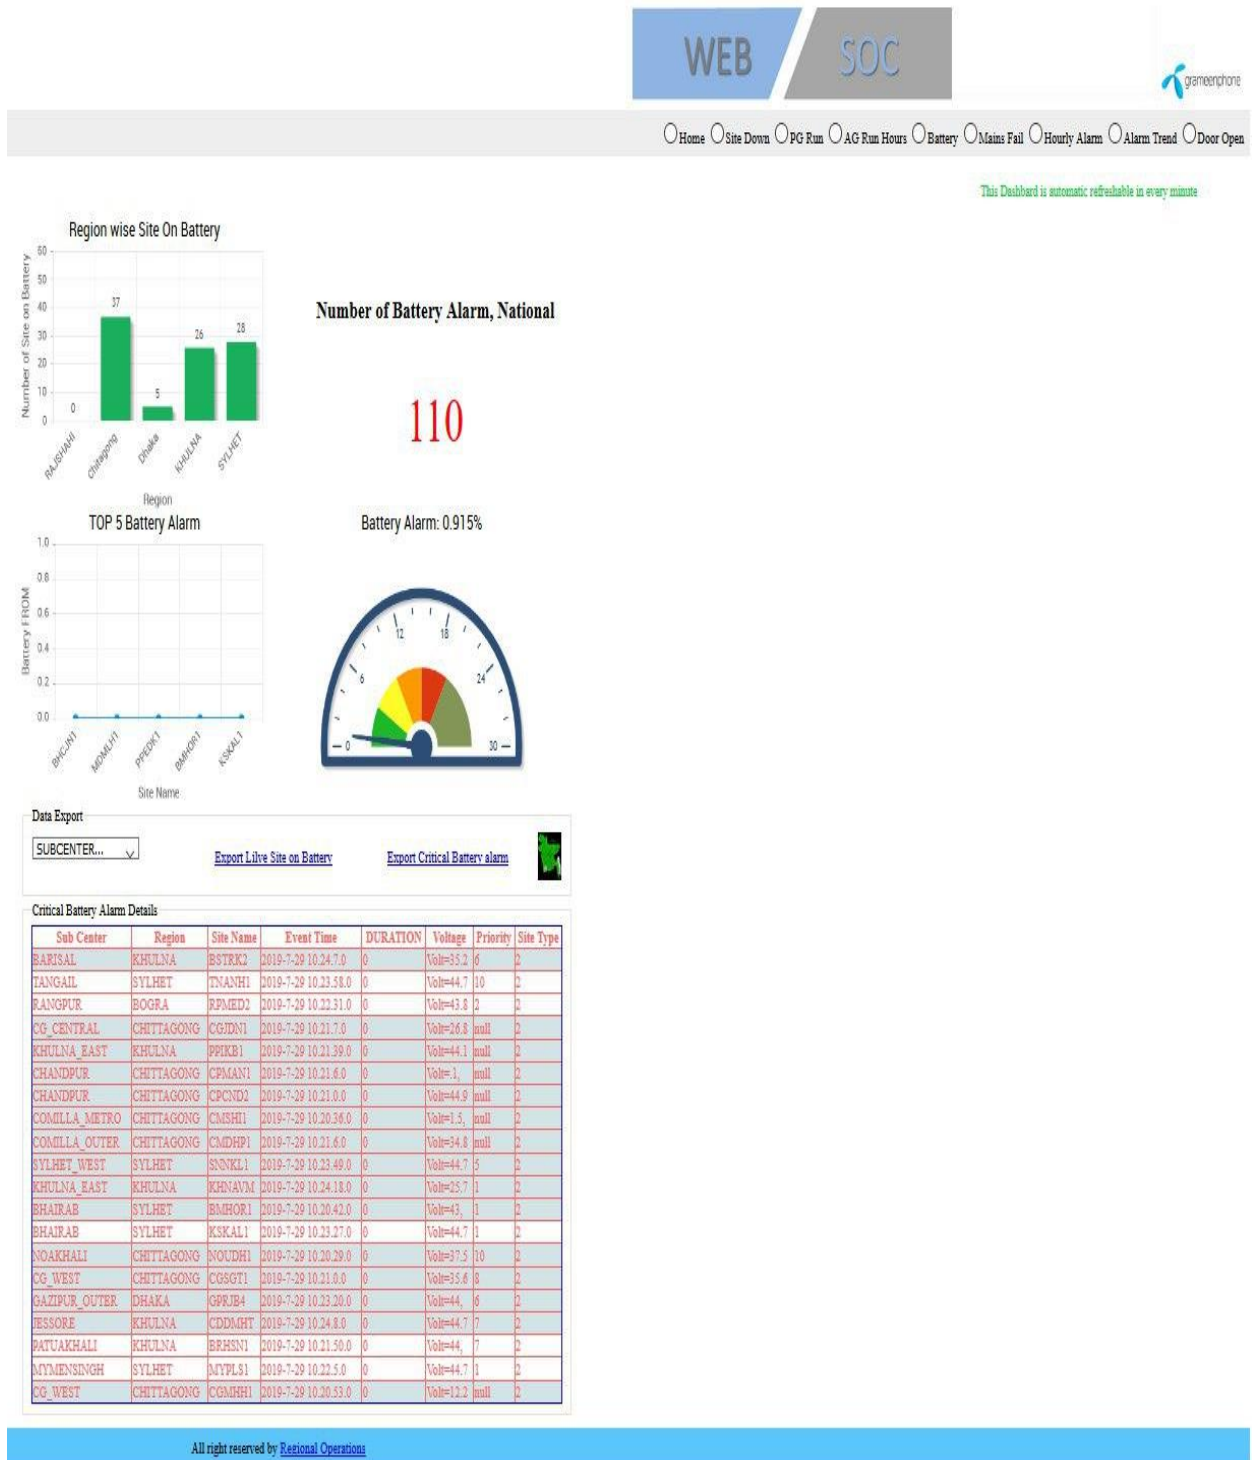 WEB SOC
grameenphone
Home Site Down PG Run AG Run Hours Battery Mains Fail Hourly Alarm Alarm Trend Door Open
This Dashbard is automatic refreshable in every minute
Region wise Site On Battery
Number of Site on Battery
60
50
40
30
20
10
0
0
37
5
26
28
RAJSHAHI
Chitagong
Dhaka
KHULNA
SYLHET
Region
Number of Battery Alarm, National
110
TOP 5 Battery Alarm
Battery FROM
1.0
0.8
0.6
0.4
0.2
0.0
BHCJN1
MDMLH1
PPEDK1
BMHOR1
KSKAL1
Site Name
Battery Alarm: 0.915%
0
6
12
18
24
30
Data Export
SUBCENTER...
Export Lilve Site on Battery
Export Critical Battery alarm
Critical Battery Alarm Details
Sub Center Region Site Name Event Time DURATION Voltage Priority Site Type
BARISAL KHULNA BSTRK2 2019-7-29 10.24.7.0 0 Volt=35.2 6 2
TANGAIL SYLHET TNANH1 2019-7-29 10.23.58.0 0 Volt=44.7 10 2
RANGPUR BOGRA RPMED2 2019-7-29 10.22.31.0 0 Volt=43.8 2 2
CG_CENTRAL CHITTAGONG CGJDN1 2019-7-29 10.21.7.0 0 Volt=26.8 null 2
KHULNA_EAST KHULNA PPIKB1 2019-7-29 10.21.39.0 0 Volt=44.1 null 2
CHANDPUR CHITTAGONG CPMAN1 2019-7-29 10.21.6.0 0 Volt=.1, null 2
CHANDPUR CHITTAGONG CPCND2 2019-7-29 10.21.0.0 0 Volt=44.9 null 2
COMILLA_METRO CHITTAGONG CMSHI1 2019-7-29 10.20.36.0 0 Volt=1.5, null 2
COMILLA_OUTER CHITTAGONG CMDHP1 2019-7-29 10.21.6.0 0 Volt=34.8 null 2
SYLHET_WEST SYLHET SNNKL1 2019-7-29 10.23.49.0 0 Volt=44.7 5 2
KHULNA_EAST KHULNA KHNAVM 2019-7-29 10.24.18.0 0 Volt=25.7 1 2
BHAIRAB SYLHET BMHOR1 2019-7-29 10.20.42.0 0 Volt=43, 1 2
BHAIRAB SYLHET KSKAL1 2019-7-29 10.23.27.0 0 Volt=44.7 1 2
NOAKHALI CHITTAGONG NOUDH1 2019-7-29 10.20.29.0 0 Volt=37.5 10 2
CG_WEST CHITTAGONG CGSGT1 2019-7-29 10.21.0.0 0 Volt=35.6 8 2
GAZIPUR_OUTER DHAKA GPRJB4 2019-7-29 10.23.20.0 0 Volt=44, 6 2
JESSORE KHULNA CDDMHT 2019-7-29 10.24.8.0 0 Volt=44.7 7 2
PATUAKHALI KHULNA BRHSN1 2019-7-29 10.21.50.0 0 Volt=44, 7 2
MYMENSINGH SYLHET MYPLS1 2019-7-29 10.22.5.0 0 Volt=44.7 1 2
CG_WEST CHITTAGONG CGMHH1 2019-7-29 10.20.53.0 0 Volt=12.2 null 2
All right reserved by Regional Operations